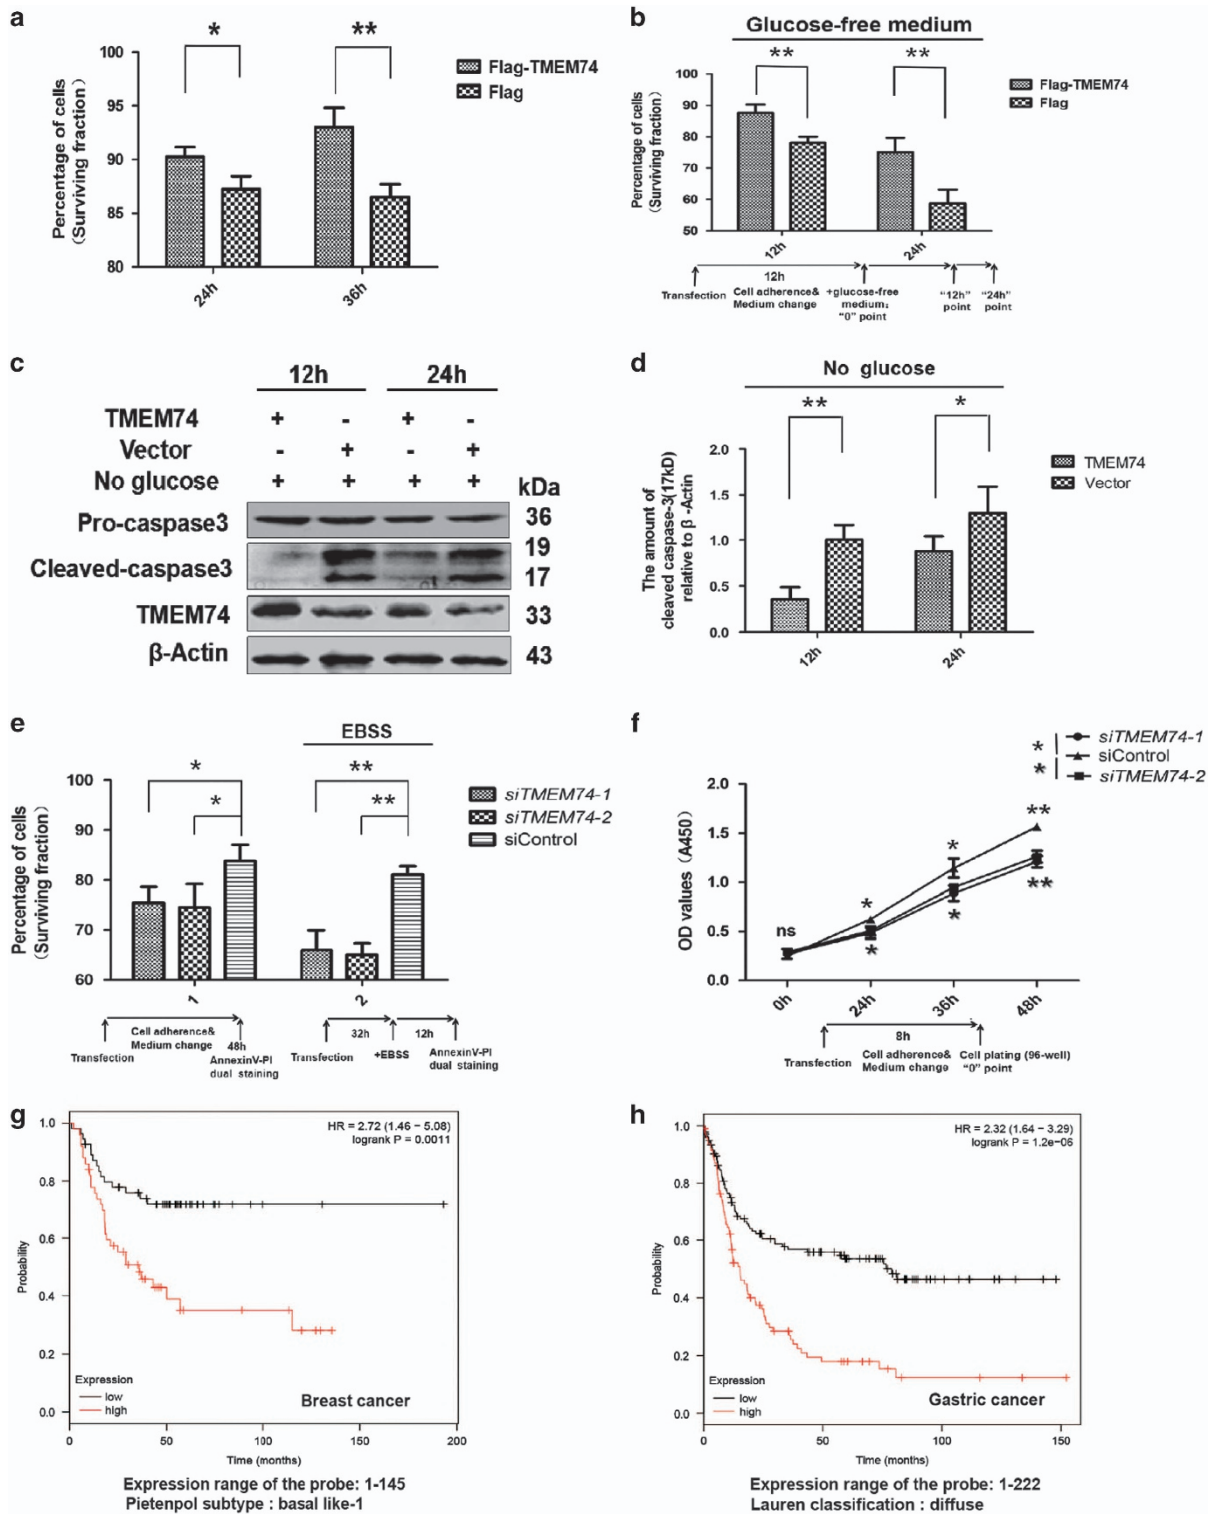 a
*
**
100
95
90
85
80
Percentage of cells
(Surviving fraction)
24h
36h
Flag-TMEM74
Flag
b
Glucose-free medium
**
**
100
90
80
70
60
50
Percentage of cells
(Surviving fraction)
Flag-TMEM74
Flag
12h
24h
12h
Transfection
Cell adherence&
Medium change
+glucose-free
medium:
"0" point
"12h"
point
"24h"
point
c
12h
24h
TMEM74 + - + -
Vector - + - +
No glucose + + + +
kDa
Pro-caspase3
36
Cleaved-caspase3
19
17
TMEM74
33
β-Actin
43
d
No glucose
**
*
2.0
1.5
1.0
0.5
0.0
The amount of
cleaved caspase-3(17kD)
relative to β -Actin
TMEM74
Vector
12h
24h
e
EBSS
*
*
**
**
100
90
80
70
60
Percentage of cells
(Surviving fraction)
siTMEM74-1
siTMEM74-2
siControl
1
2
Transfection
Cell adherence&
Medium change
48h
AnnexinV-PI
dual staining
Transfection
32h
+EBSS
12h
AnnexinV-PI
dual staining
f
siTMEM74-1
siControl
siTMEM74-2
*
*
2.0
1.5
1.0
0.5
0.0
OD values (A450)
ns
*
*
*
*
**
**
0h
24h
36h
48h
8h
Transfection
Cell adherence&
Medium change
Cell plating (96-well)
"0" point
g
HR = 2.72 (1.46 − 5.08)
logrank P = 0.0011
1.0
0.8
0.6
0.4
0.2
0.0
Probability
Expression
low
high
Breast cancer
0
50
100
150
200
Time (months)
Expression range of the probe: 1-145
Pietenpol subtype : basal like-1
h
HR = 2.32 (1.64 − 3.29)
logrank P = 1.2e−06
1.0
0.8
0.6
0.4
0.2
0.0
Probability
Expression
low
high
Gastric cancer
0
50
100
150
Time (months)
Expression range of the probe: 1-222
Lauren classification : diffuse